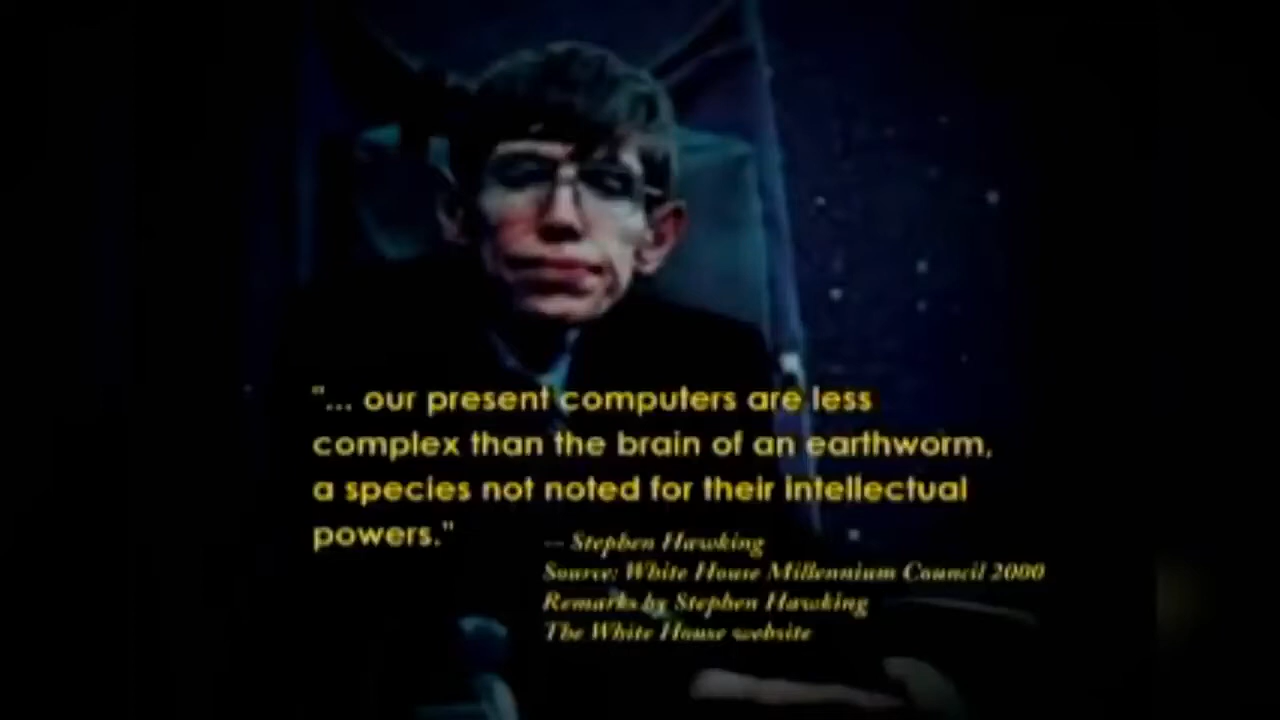 "... our present computers are less
complex than the brain of an earthworm,
a species not noted for their intellectual
powers."
-- Stephen Hawking
Source: White House Millennium Council 2000
Remarks by Stephen Hawking
The White House website